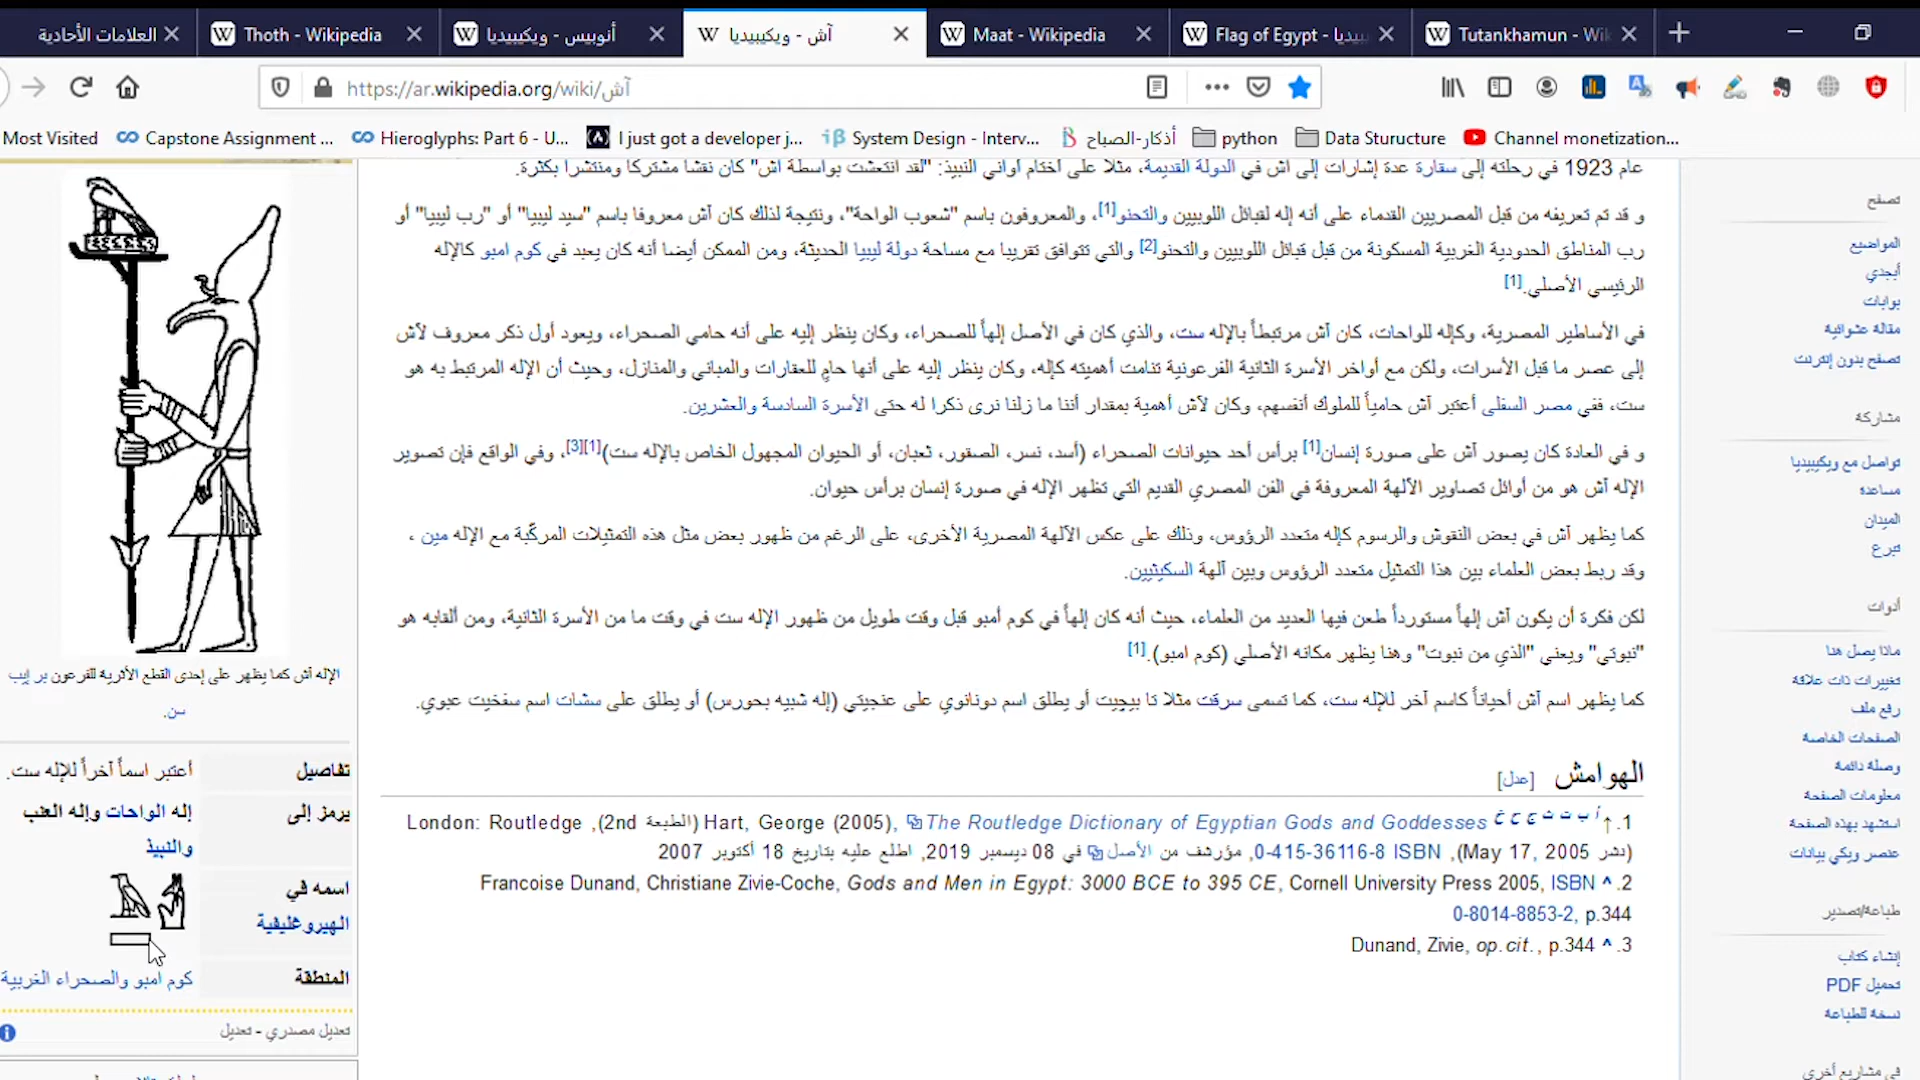 العلامات الأحادية
Thoth - Wikipedia
أنوبيس - ويكيبيديا
آش - ويكيبيديا
Maat - Wikipedia
Flag of Egypt - ويكيبيد
Tutankhamun - Wik
https://ar.wikipedia.org/wiki/آش
Most Visited
Capstone Assignment ...
Hieroglyphs: Part 6 - U...
I just got a developer j...
System Design - Interv...
أذكار-الصباح
python
Data Sturucture
Channel monetization...
عام 1923 في رحلته إلى سقارة عدة إشارات إلى آش في الدولة القديمة، مثلا على أختام أواني النبيذ: "لقد انتعشت بواسطة آش" كان نقشا مشتركا ومنتشرا بكثرة.
و قد تم تعريفه من قبل المصريين القدماء على أنه إله لقبائل اللوبيين والتحنو[1]، والمعروفون باسم "شعوب الواحة"، ونتيجة لذلك كان آش معروفا باسم "سيد ليبيا" أو "رب ليبيا" أو
رب المناطق الحدودية الغربية المسكونة من قبل قبائل اللوبيين والتحنو[2] والتي تتوافق تقريبا مع مساحة دولة ليبيا الحديثة، ومن الممكن أيضا أنه كان يعبد في كوم امبو كالإله
الرئيسي الأصلي.[1]
في الأساطير المصرية، وكإله للواحات، كان آش مرتبطاً بالإله ست، والذي كان في الأصل إلهاً للصحراء، وكان ينظر إليه على أنه حامي الصحراء، ويعود أول ذكر معروف لآش
إلى عصر ما قبل الأسرات، ولكن مع أواخر الأسرة الثانية الفرعونية تنامت أهميته كإله، وكان ينظر إليه على أنها حامٍ للعقارات والمباني والمنازل، وحيث أن الإله المرتبط به هو
ست، ففي مصر السفلى أعتبر آش حامياً للملوك أنفسهم، وكان لآش أهمية بمقدار أننا ما زلنا نرى ذكرا له حتى الأسرة السادسة والعشرين.
و في العادة كان يصور آش على صورة إنسان[1] برأس أحد حيوانات الصحراء (أسد، نسر، الصقور، ثعبان، أو الحيوان المجهول الخاص بالإله ست)[1][3]، وفي الواقع فإن تصوير
الإله آش هو من أوائل تصاوير الآلهة المعروفة في الفن المصري القديم التي تظهر الإله في صورة إنسان برأس حيوان.
كما يظهر آش في بعض النقوش والرسوم كإله متعدد الرؤوس، وذلك على عكس الآلهة المصرية الأخرى، على الرغم من ظهور بعض مثل هذه التمثيلات المركّبة مع الإله مين ،
وقد ربط بعض العلماء بين هذا التمثيل متعدد الرؤوس وبين آلهة السكيثيين.
لكن فكرة أن يكون آش إلهاً مستورداً طعن فيها العديد من العلماء، حيث أنه كان إلهاً في كوم أمبو قبل وقت طويل من ظهور الإله ست في وقت ما من الأسرة الثانية، ومن ألقابه هو
"نبوتي" ويعني "الذي من نبوت" وهنا يظهر مكانه الأصلي (كوم امبو).[1]
كما يظهر اسم آش أحياناً كاسم آخر للإله ست، كما تسمى سرقت مثلا تا بيچيت أو يطلق اسم دونانوي على عنجيتي (إله شبيه بحورس) أو يطلق على سشات اسم سفخيت عبوي.
الهوامش [عدل]
1. ↑ أ ب ت ث ج ح خ Hart, George (2005), The Routledge Dictionary of Egyptian Gods and Goddesses (الطبعة 2nd), London: Routledge
(نشر May 17, 2005), ISBN 0-415-36116-8, مؤرشف من الأصل في 08 ديسمبر 2019, اطلع عليه بتاريخ 18 أكتوبر 2007
2. ^ Francoise Dunand, Christiane Zivie-Coche, Gods and Men in Egypt: 3000 BCE to 395 CE, Cornell University Press 2005, ISBN
0-8014-8853-2, p.344
3. ^ Dunand, Zivie, op.cit., p.344
الإله آش كما يظهر على إحدى القطع الأثرية للفرعون بر إيب
سن.
تفاصيل أعتبر اسماً آخراً للإله ست.
يرمز إلى إله الواحات وإله العنب
والنبيذ
اسمه في
الهيروغليفية
المنطقة كوم امبو والصحراء الغربية
تعديل مصدري - تعديل
تصفح
المواضيع
أبجدي
بوابات
مقالة عشوائية
تصفح بدون إنترنت
مشاركة
تواصل مع ويكيبيديا
مساعدة
الميدان
تبرع
أدوات
ماذا يصل هنا
تغييرات ذات علاقة
رفع ملف
الصفحات الخاصة
وصلة دائمة
معلومات الصفحة
استشهد بهذه الصفحة
عنصر ويكي بيانات
طباعة/تصدير
إنشاء كتاب
تحميل PDF
نسخة للطباعة
في مشاريع أخرى